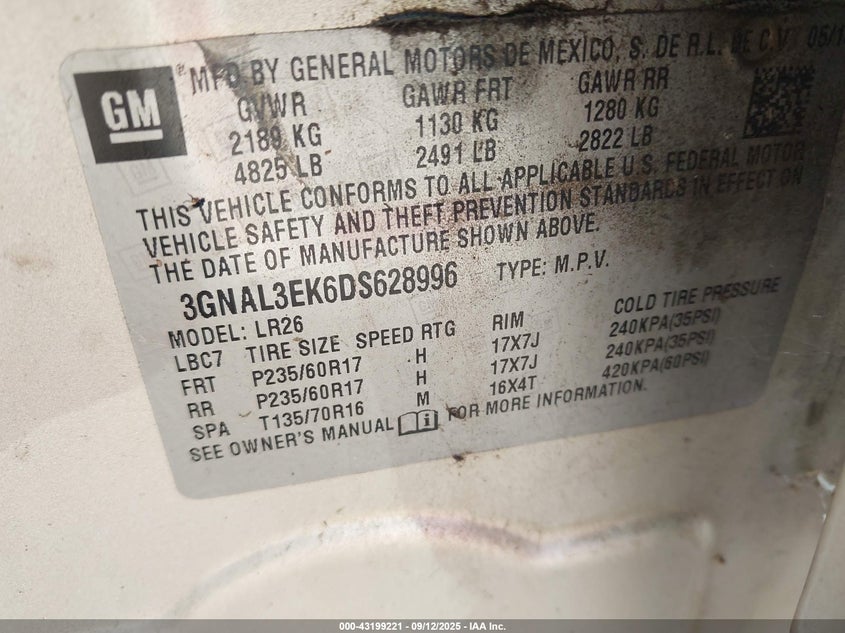 GM
MFD BY GENERAL MOTORS DE MEXICO, S. DE R.L. DE C.V.
GVWR GAWR FRT GAWR RR
2189 KG 1130 KG 1280 KG
4825 LB 2491 LB 2822 LB
THIS VEHICLE CONFORMS TO ALL APPLICABLE U.S. FEDERAL MOTOR
VEHICLE SAFETY AND THEFT PREVENTION STANDARDS IN EFFECT ON
THE DATE OF MANUFACTURE SHOWN ABOVE.
3GNAL3EK6DS628996 TYPE: M.P.V.
MODEL: LR26
LBC7 TIRE SIZE SPEED RTG RIM COLD TIRE PRESSURE
FRT P235/60R17 H 17X7J 240KPA(35PSI)
RR P235/60R17 H 17X7J 240KPA(35PSI)
SPA T135/70R16 M 16X4T 420KPA(60PSI)
SEE OWNER'S MANUAL FOR MORE INFORMATION.
000-43199221 - 09/12/2025 - IAA Inc.